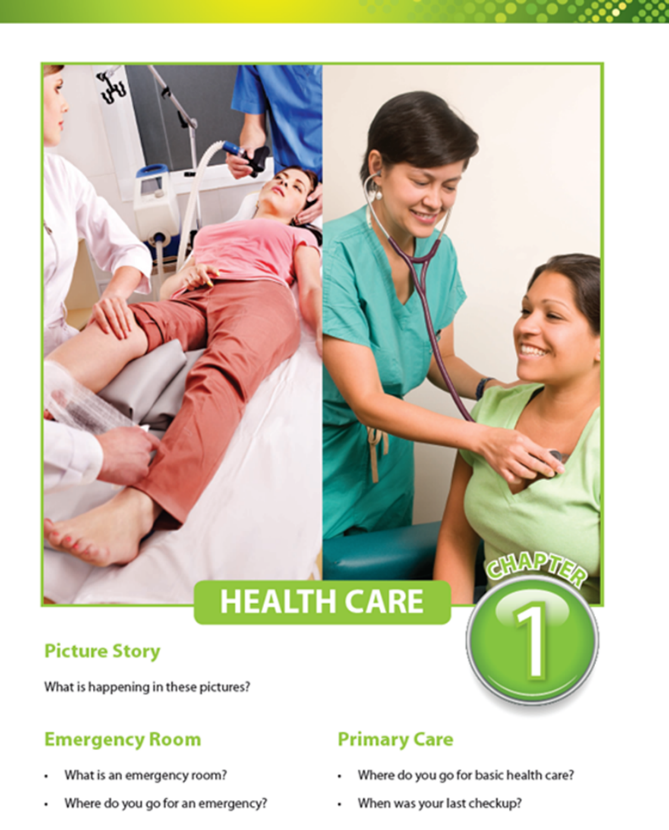 HEALTH CARE
CHAPTER
1
Picture Story
What is happening in these pictures?
Emergency Room
• What is an emergency room?
• Where do you go for an emergency?
Primary Care
• Where do you go for basic health care?
• When was your last checkup?